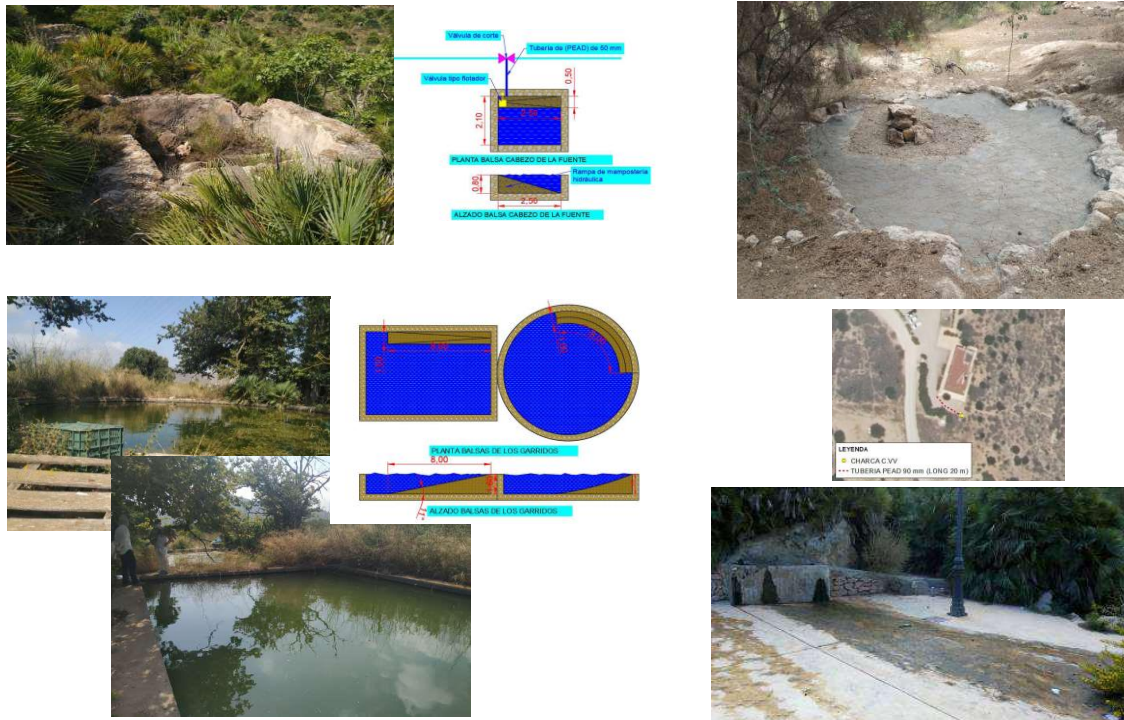 Válvula de corte
Tubería de (PEAD) de 60 mm
Válvula tipo flotador
0,50
2,10
PLANTA BALSA CABEZO DE LA FUENTE
Rampa de mampostería
hidráulica
0,80
2,50
ALZADO BALSA CABEZO DE LA FUENTE
PLANTA BALSAS DE LOS GARRIDOS
8,00
ALZADO BALSAS DE LOS GARRIDOS
LEYENDA
CHARCA C.VV
TUBERIA PEAD 90 mm (LONG 20 m)